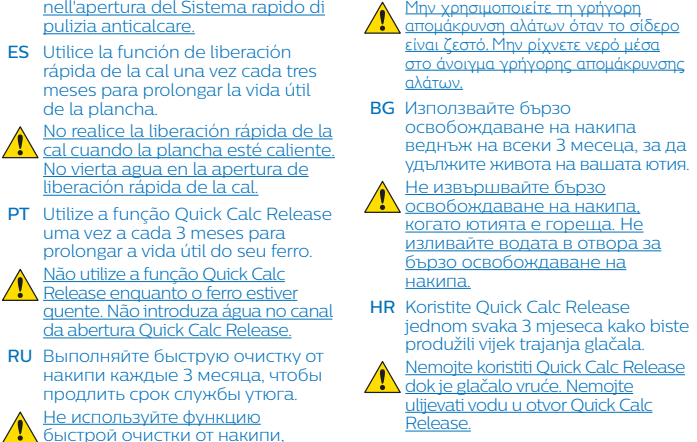 nell'apertura del Sistema rapido di
pulizia anticalcare.
ES Utilice la función de liberación
rápida de la cal una vez cada tres
meses para prolongar la vida útil
de la plancha.
No realice la liberación rápida de la
cal cuando la plancha esté caliente.
No vierta agua en la apertura de
liberación rápida de la cal.
PT Utilize a função Quick Calc Release
uma vez a cada 3 meses para
prolongar a vida útil do seu ferro.
Não utilize a função Quick Calc
Release enquanto o ferro estiver
quente. Não introduza água no canal
da abertura Quick Calc Release.
RU Выполняйте быструю очистку от
накипи каждые 3 месяца, чтобы
продлить срок службы утюга.
Не используйте функцию
быстрой очистки от накипи,
Μην χρησιμοποιείτε τη γρήγορη
απομάκρυνση αλάτων όταν το σίδερο
είναι ζεστό. Μην ρίχνετε νερό μέσα
στο άνοιγμα γρήγορης απομάκρυνσης
αλάτων.
BG Използвайте бързо
освобождаване на накипа
веднъж на всеки 3 месеца, за да
удължите живота на вашата ютия.
Не извършвайте бързо
освобождаване на накипа,
когато ютията е гореща. Не
изливайте водата в отвора за
бързо освобождаване на
накипа.
HR Koristite Quick Calc Release
jednom svaka 3 mjeseca kako biste
produžili vijek trajanja glačala.
Nemojte koristiti Quick Calc Release
dok je glačalo vruće. Nemojte
ulijevati vodu u otvor Quick Calc
Release.